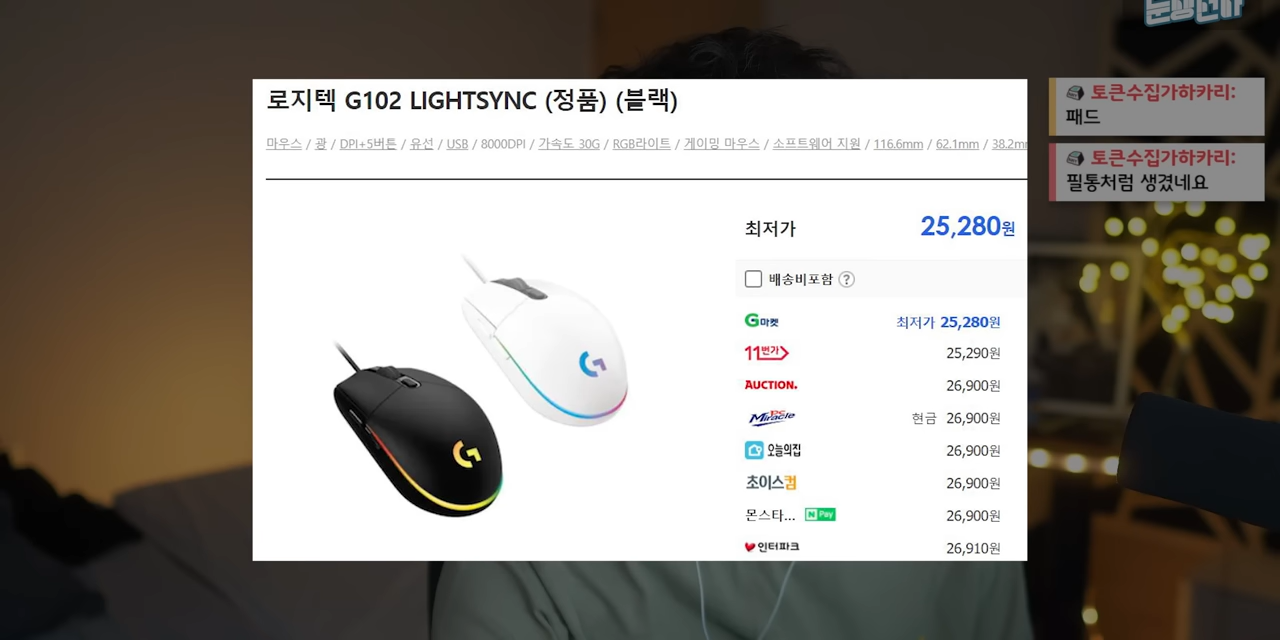 로지텍 G102 LIGHTSYNC (정품) (블랙)
마우스 / 광 / DPI+5버튼 / 유선 / USB / 8000DPI / 가속도 30G / RGB라이트 / 게이밍 마우스 / 소프트웨어 지원 / 116.6mm / 62.1mm / 38.2m
최저가 25,280원
배송비포함 ?
G마켓 최저가 25,280원
11번가 25,290원
AUCTION. 26,900원
PC Miracle 현금 26,900원
오늘의집 26,900원
초이스컴 26,900원
몬스타... N Pay 26,900원
인터파크 26,910원
토큰수집가하카리:
패드
토큰수집가하카리:
필통처럼 생겼네요